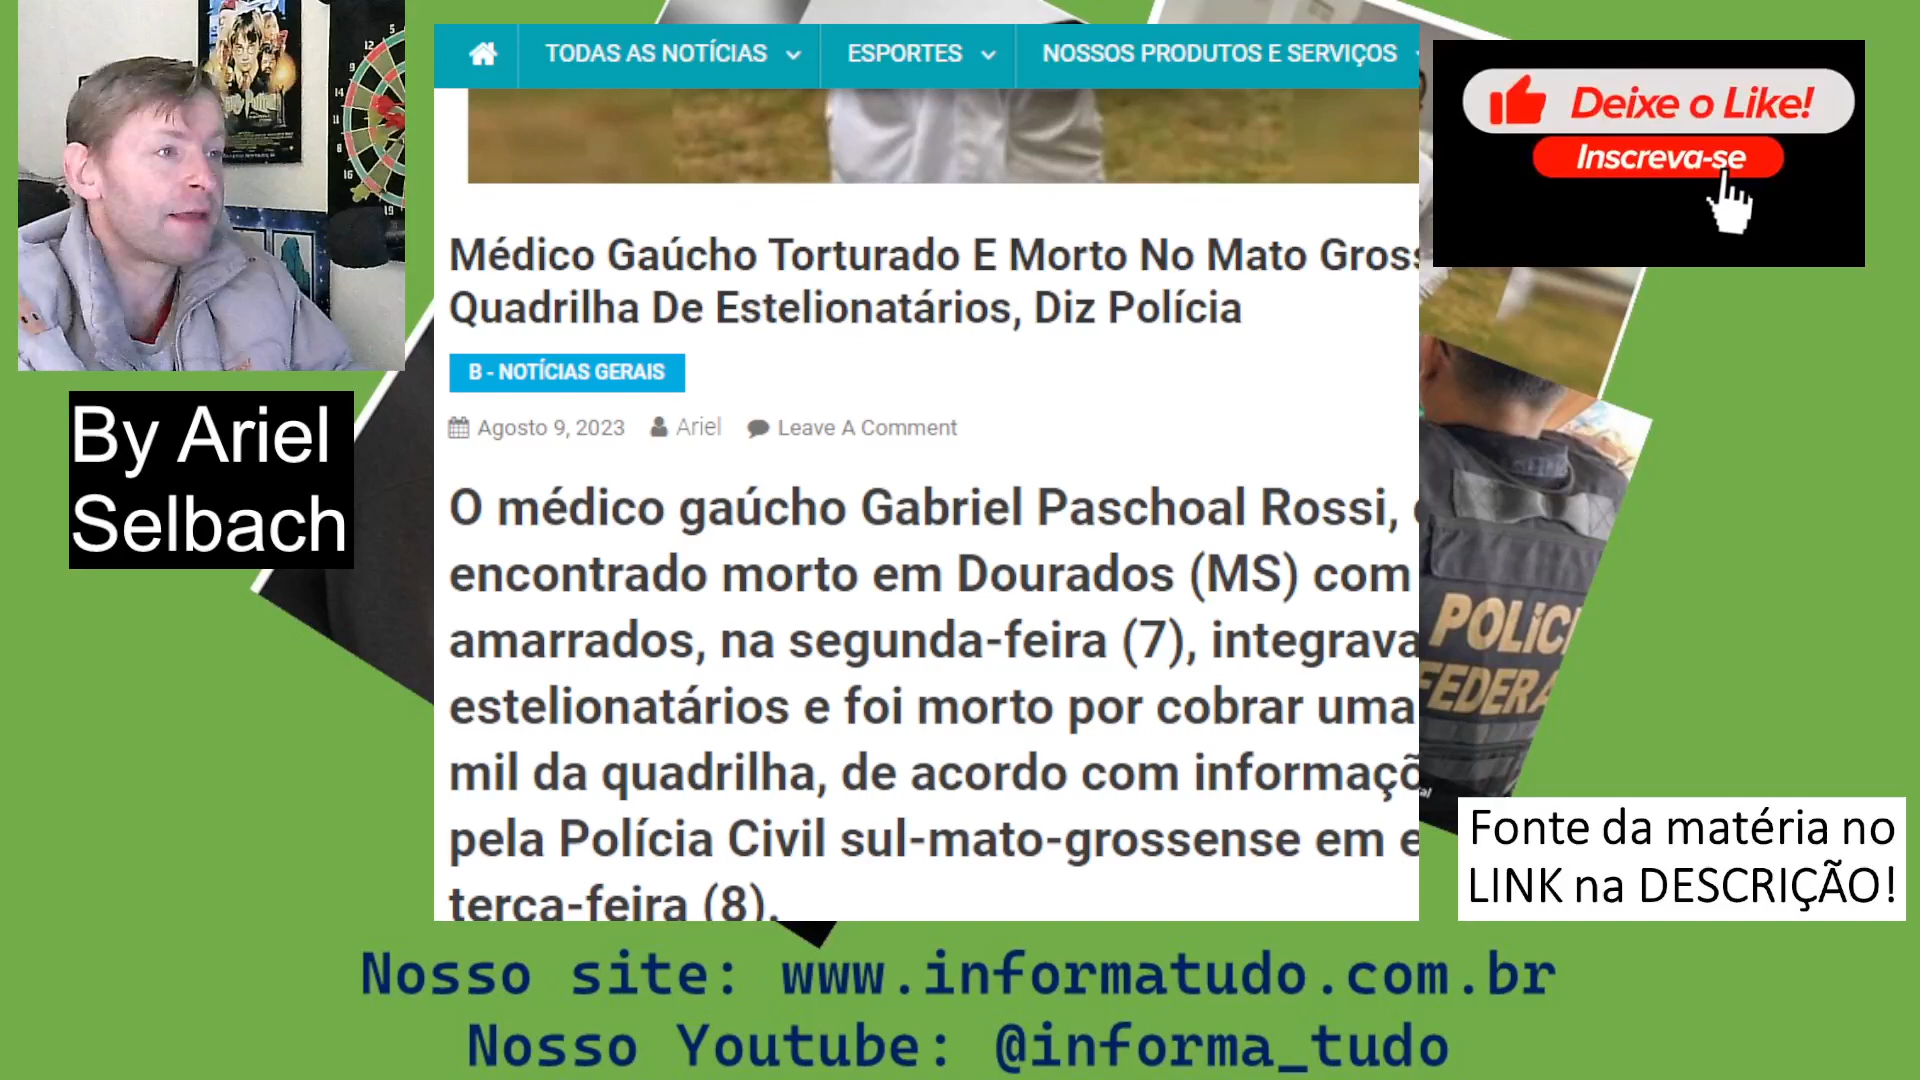 TODAS AS NOTÍCIAS
ESPORTES
NOSSOS PRODUTOS E SERVIÇOS
Deixe o Like!
Inscreva-se
Médico Gaúcho Torturado E Morto No Mato
Quadrilha De Estelionatários, Diz Polícia
B - NOTÍCIAS GERAIS
Agosto 9, 2023 Ariel Leave A Comment
O médico gaúcho Gabriel Paschoal Rossi,
encontrado morto em Dourados (MS) com
amarrados, na segunda-feira (7), integrava
estelionatários e foi morto por cobrar uma
mil da quadrilha, de acordo com
pela Polícia Civil sul-mato-grossense em
terça-feira (8).
By Ariel
Selbach
Fonte da matéria no
LINK na DESCRIÇÃO!
Nosso site: www.informatudo.com.br
Nosso Youtube: @informa_tudo